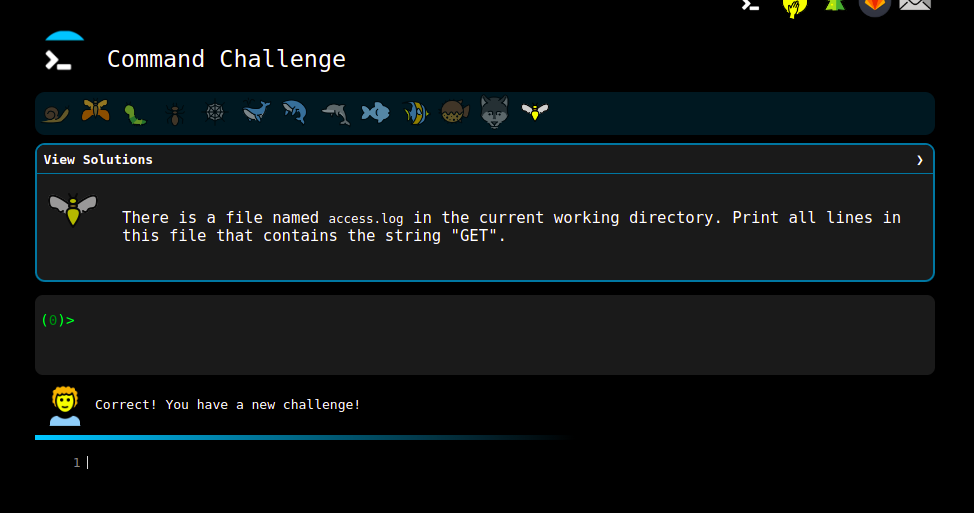 Command Challenge
View Solutions ❯
There is a file named access.log in the current working directory. Print all lines in
this file that contains the string "GET".
(0)>
Correct! You have a new challenge!
1